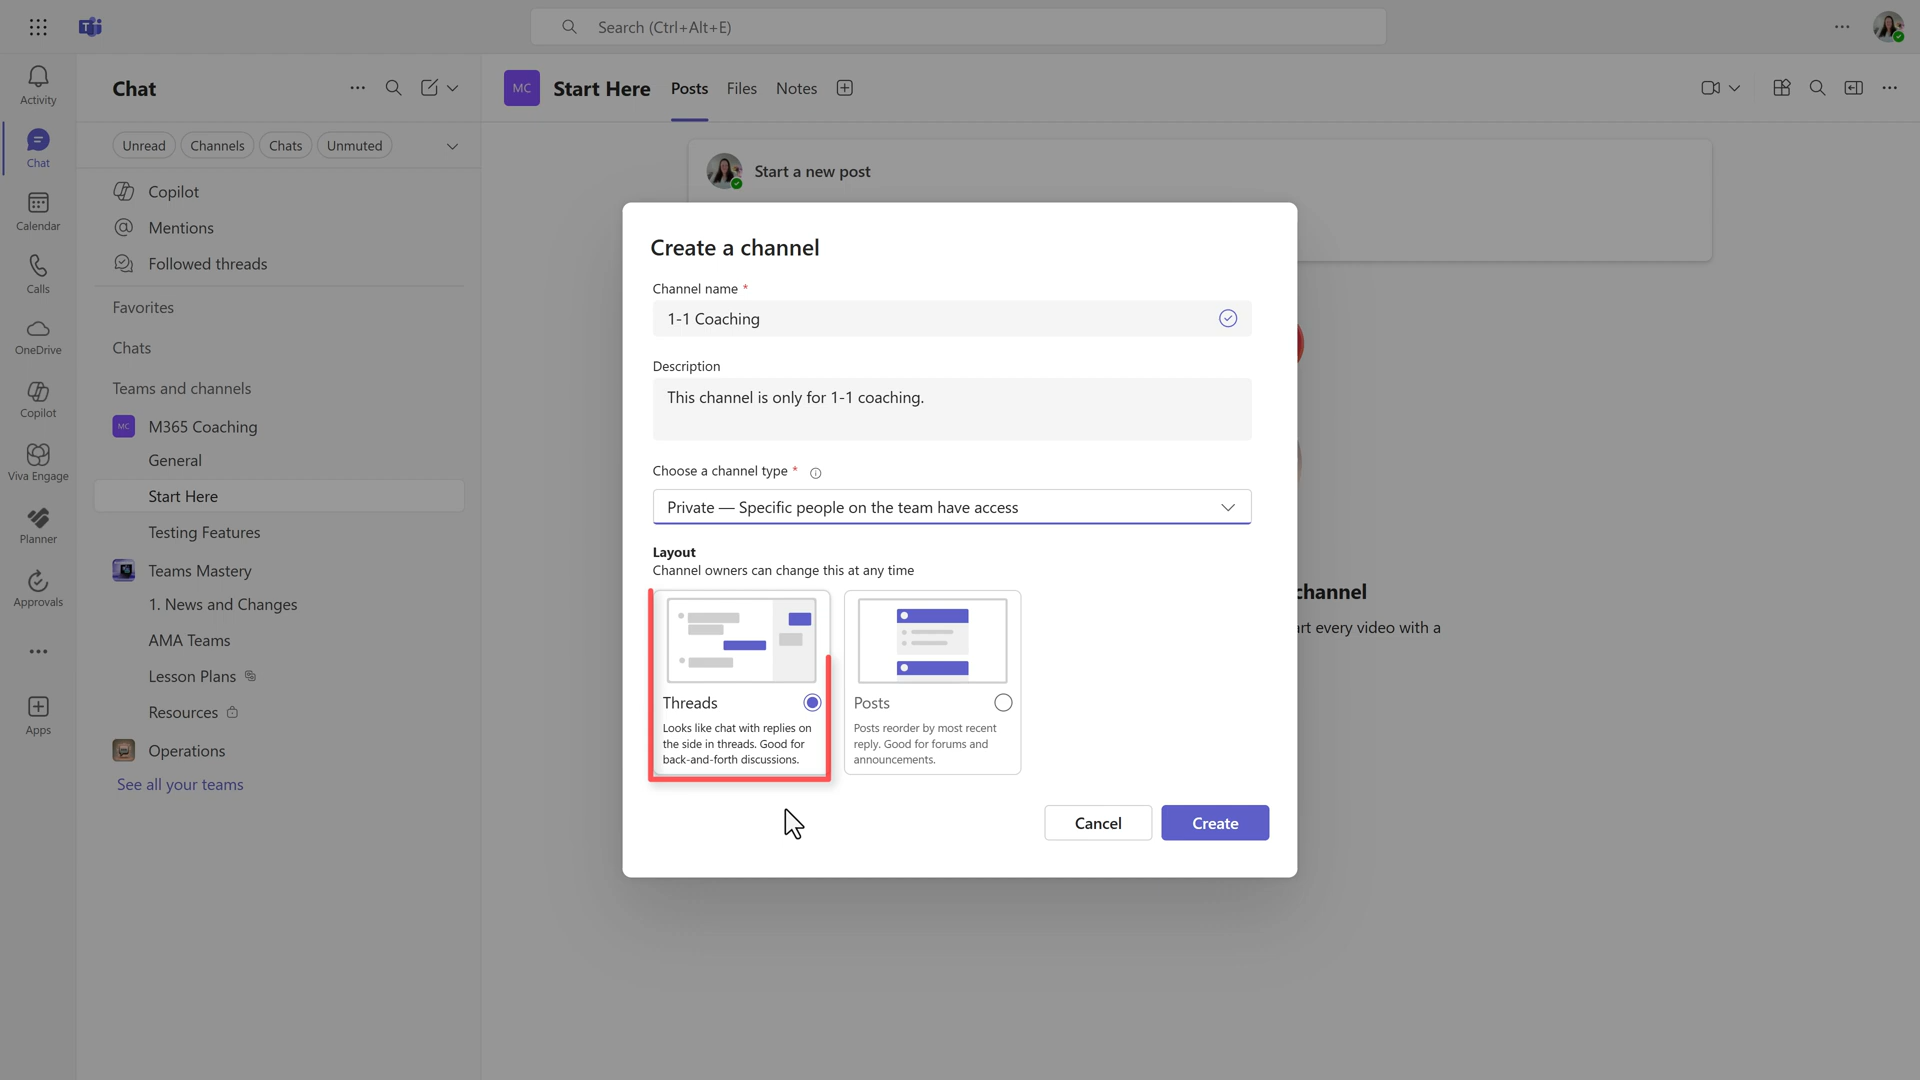 Search (Ctrl+Alt+E)
Activity
Chat
Calendar
Calls
OneDrive
Copilot
Viva Engage
Planner
Approvals
Apps
Chat
Unread
Channels
Chats
Unmuted
Copilot
Mentions
Followed threads
Favorites
Chats
Teams and channels
MC
M365 Coaching
General
Start Here
Testing Features
Teams Mastery
1. News and Changes
AMA Teams
Lesson Plans
Resources
Operations
See all your teams
MC
Start Here
Posts
Files
Notes
Start a new post
Create a channel
Channel name *
1-1 Coaching
Description
This channel is only for 1-1 coaching.
Choose a channel type *
Private — Specific people on the team have access
Layout
Channel owners can change this at any time
Threads
Looks like chat with replies on
the side in threads. Good for
back-and-forth discussions.
Posts
Posts reorder by most recent
reply. Good for forums and
announcements.
Cancel
Create
channel
rt every video with a